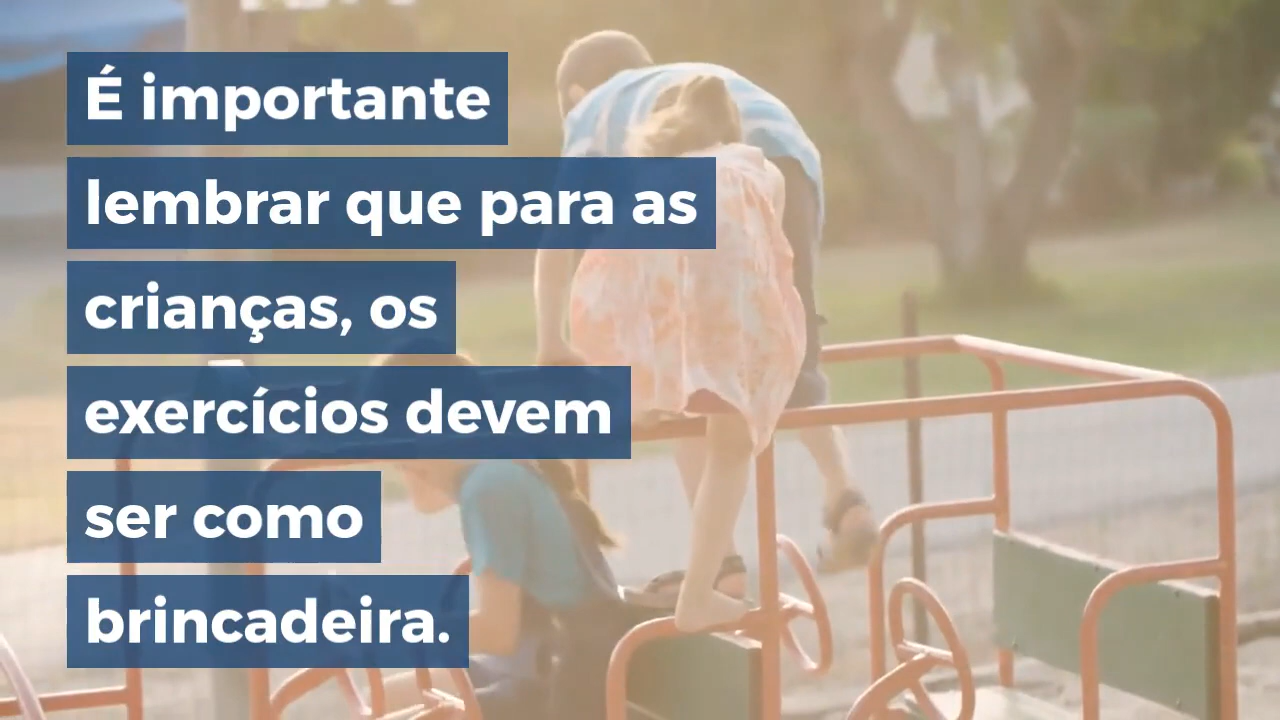 É importante
lembrar que para as
crianças, os
exercícios devem
ser como
brincadeira.